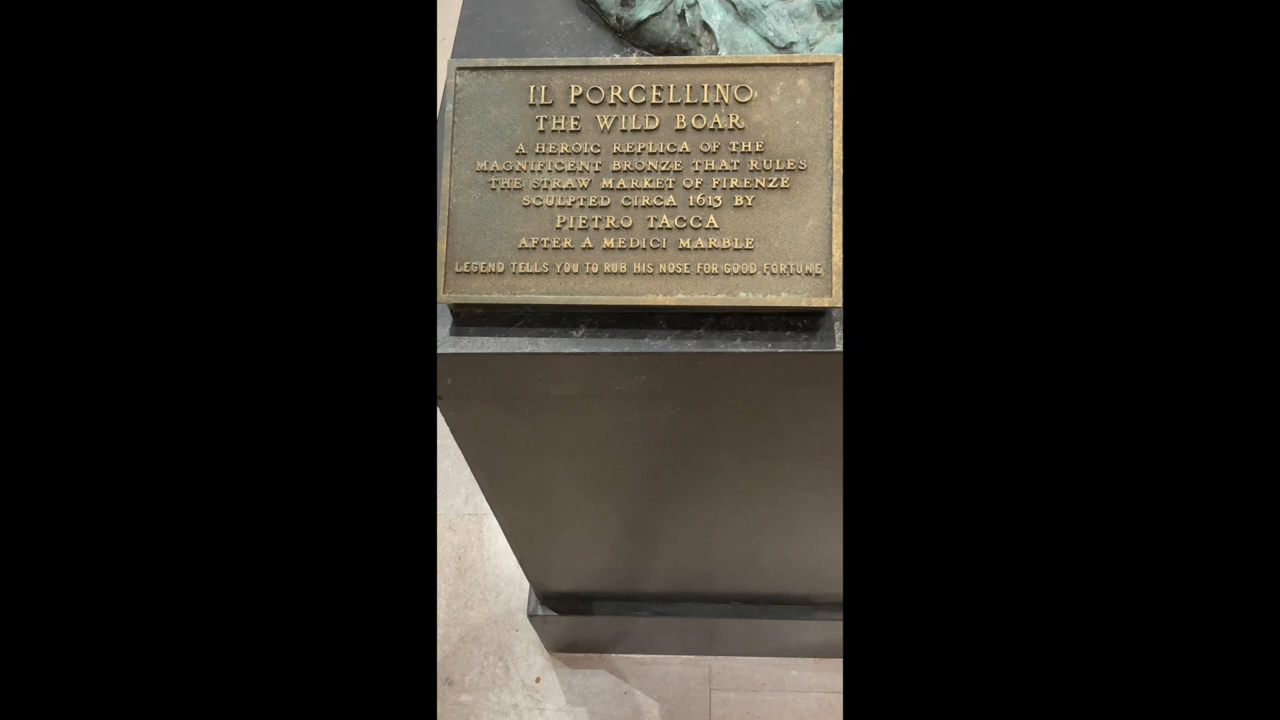 IL PORCELLINO
THE WILD BOAR
A HEROIC REPLICA OF THE
MAGNIFICENT BRONZE THAT RULES
THE STRAW MARKET OF FIRENZE
SCULPTED CIRCA 1613 BY
PIETRO TACCA
AFTER A MEDICI MARBLE
LEGEND TELLS YOU TO RUB HIS NOSE FOR GOOD FORTUNE